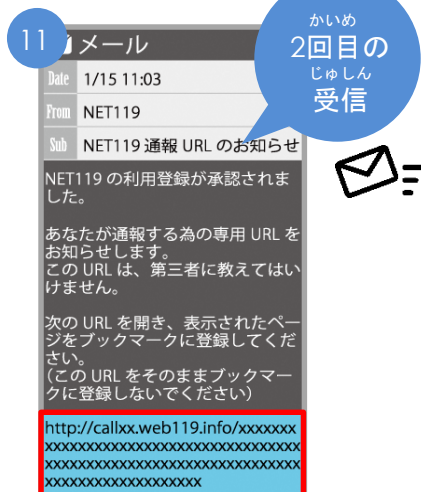 11
メール
かいめ
2回目の
じゅしん
受信
Date 1/15 11:03
From NET119
Sub NET119 通報 URL のお知らせ
NET119 の利用登録が承認されま
した。
あなたが通報する為の専用 URL を
お知らせします。
この URL は、第三者に教えてはい
けません。
次の URL を開き、表示されたペー
ジをブックマークに登録してくだ
さい。
(この URL をそのままブックマー
クに登録しないでください)
http://callxx.web119.info/xxxxxxx
xxxxxxxxxxxxxxxxxxxxxxxxxxxxxx
xxxxxxxxxxxxxxxxxxxxxxxxxxxxxx
xxxxxxxxxxxxxxxxxx